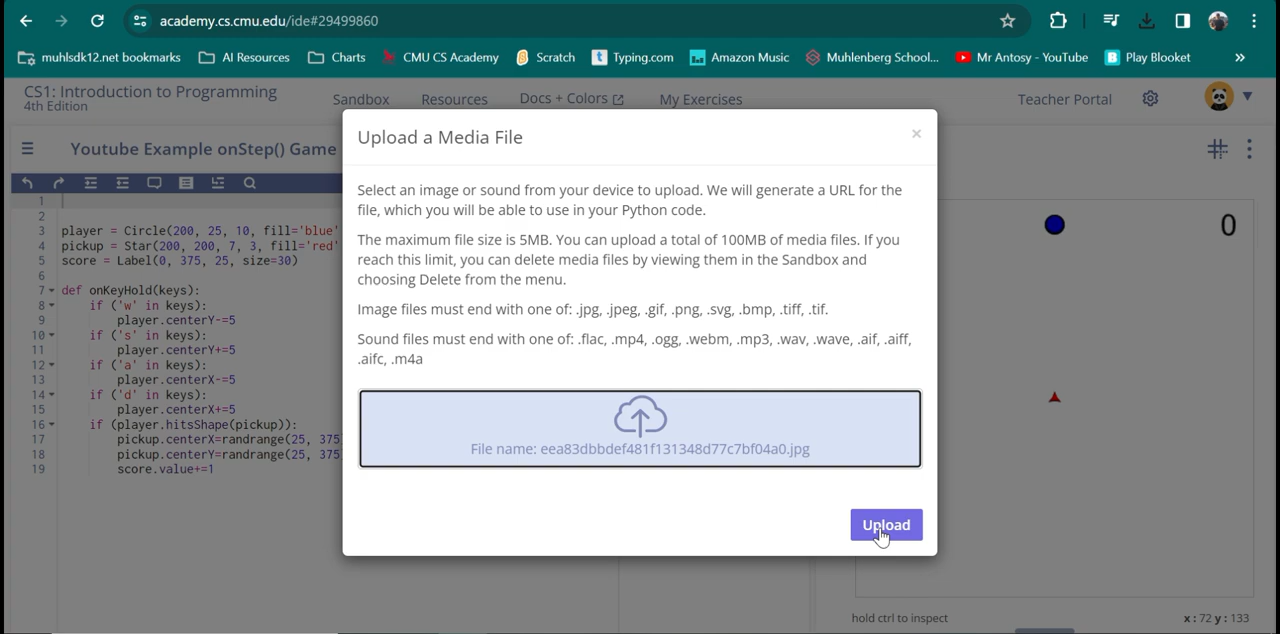 academy.cs.cmu.edu/ide#29499860
muhlsdk12.net bookmarks AI Resources Charts CMU CS Academy Scratch Typing.com Amazon Music Muhlenberg School... Mr Antosy - YouTube Play Blooket »
CS1: Introduction to Programming
4th Edition
Sandbox Resources Docs + Colors My Exercises Teacher Portal
Youtube Example onStep() Game
Upload a Media File
×
Select an image or sound from your device to upload. We will generate a URL for the
file, which you will be able to use in your Python code.
The maximum file size is 5MB. You can upload a total of 100MB of media files. If you
reach this limit, you can delete media files by viewing them in the Sandbox and
choosing Delete from the menu.
Image files must end with one of: .jpg, .jpeg, .gif, .png, .svg, .bmp, .tiff, .tif.
Sound files must end with one of: .flac, .mp4, .ogg, .webm, .mp3, .wav, .wave, .aif, .aiff,
.aifc, .m4a
File name: eea83dbbdef481f131348d77c7bf04a0.jpg
Upload
1
2
3 player = Circle(200, 25, 10, fill='blue'
4 pickup = Star(200, 200, 7, 3, fill='red'
5 score = Label(0, 375, 25, size=30)
6
7 def onKeyHold(keys):
8 if ('w' in keys):
9 player.centerY-=5
10 if ('s' in keys):
11 player.centerY+=5
12 if ('a' in keys):
13 player.centerX-=5
14 if ('d' in keys):
15 player.centerX+=5
16 if (player.hitsShape(pickup)):
17 pickup.centerX=randrange(25, 375
18 pickup.centerY=randrange(25, 375
19 score.value+=1
0
hold ctrl to inspect
x : 72 y : 133